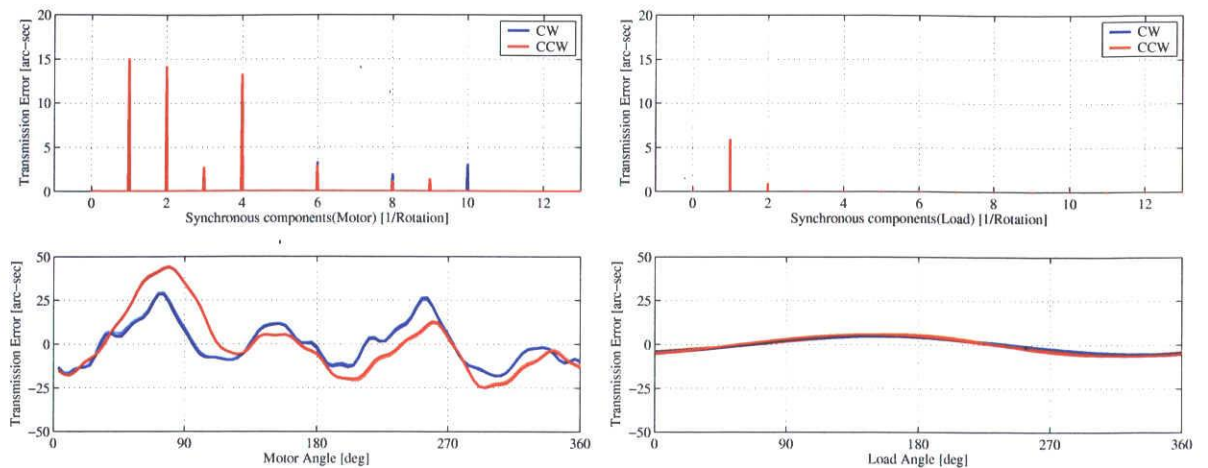 Transmission Error [arc-sec]
20
15
10
5
0
CW
CCW
0 2 4 6 8 10 12
Synchronous components(Motor) [1/Rotation]
Transmission Error [arc-sec]
20
15
10
5
0
CW
CCW
0 2 4 6 8 10 12
Synchronous components(Load) [1/Rotation]
Transmission Error [arc-sec]
50
25
0
−25
−50
0 90 180 270 360
Motor Angle [deg]
Transmission Error [arc-sec]
50
25
0
−25
−50
0 90 180 270 360
Load Angle [deg]